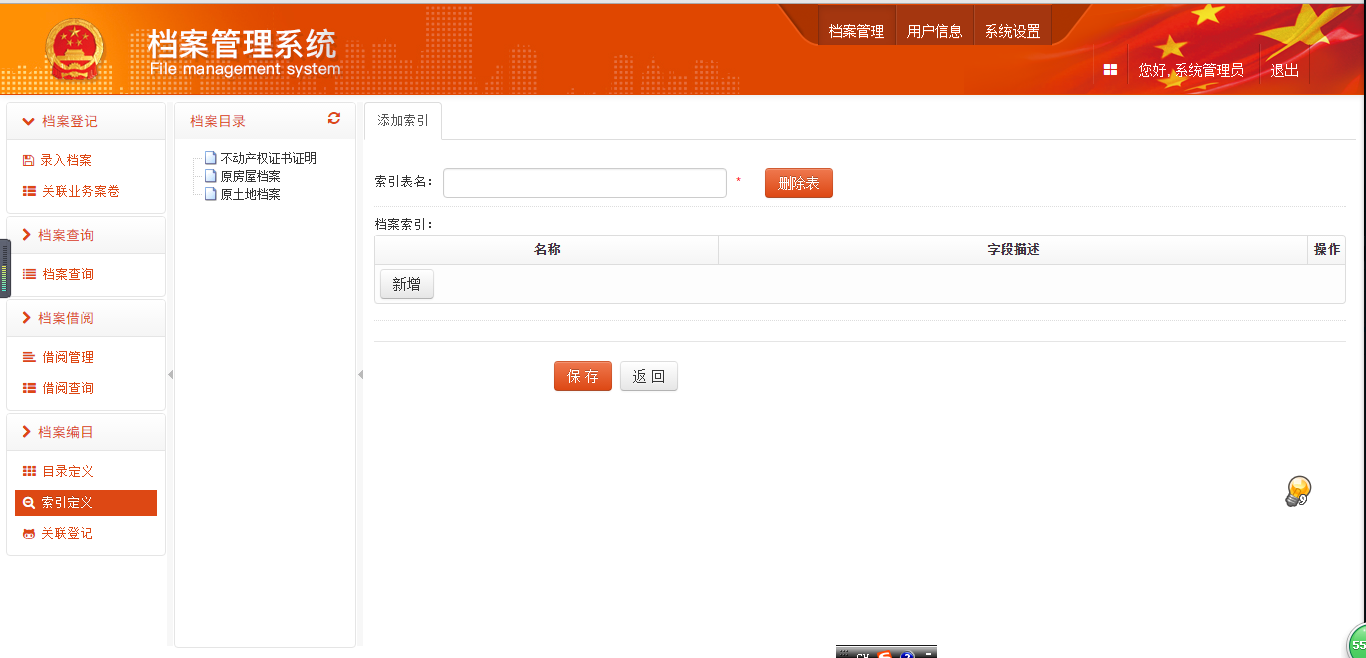 档案管理系统
File management system
档案管理
用户信息
系统设置
您好,系统管理员
退出
档案登记
录入档案
关联业务案卷
档案查询
档案查询
档案借阅
借阅管理
借阅查询
档案编目
目录定义
索引定义
关联登记
档案目录
不动产权证书证明
原房屋档案
原土地档案
添加索引
索引表名： * 删除表
档案索引：
名称 字段描述 操作
新增
保 存 返 回
55